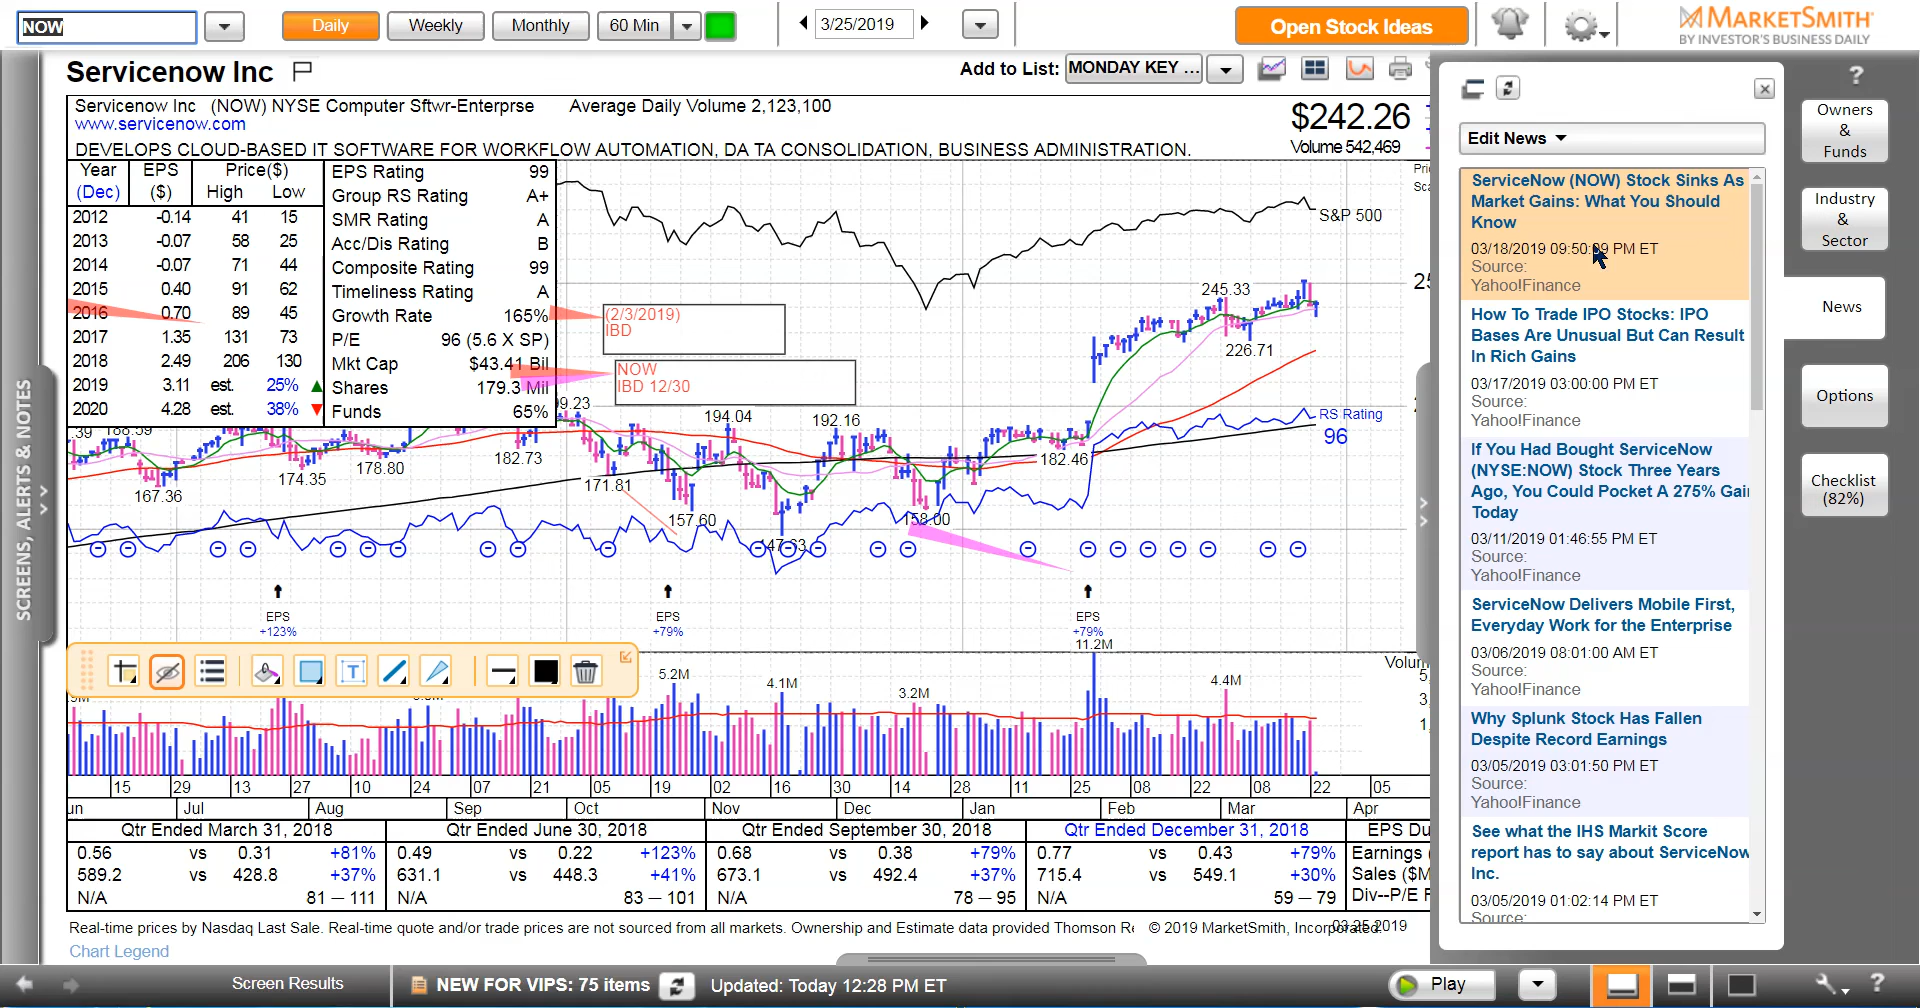 NOW
Daily
Weekly
Monthly
60 Min
3/25/2019
Open Stock Ideas
MARKETSMITH
BY INVESTOR'S BUSINESS DAILY
Servicenow Inc
Add to List:
MONDAY KEY ...
Servicenow Inc (NOW) NYSE Computer Sftwr-Enterprse Average Daily Volume 2,123,100
$242.26
www.servicenow.com
Volume 542,469
DEVELOPS CLOUD-BASED IT SOFTWARE FOR WORKFLOW AUTOMATION, DA TA CONSOLIDATION, BUSINESS ADMINISTRATION.
Year EPS Price($)
(Dec) ($) High Low
2012 -0.14 41 15
2013 -0.07 58 25
2014 -0.07 71 44
2015 0.40 91 62
2016 0.70 89 45
2017 1.35 131 73
2018 2.49 206 130
2019 3.11 est. 25%
2020 4.28 est. 38%
EPS Rating 99
Group RS Rating A+
SMR Rating A
Acc/Dis Rating B
Composite Rating 99
Timeliness Rating A
Growth Rate 165%
P/E 96 (5.6 X SP)
Mkt Cap $43.41 Bil
Shares 179.3 Mil
Funds 65%
(2/3/2019)
IBD
NOW
IBD 12/30
S&P 500
245.33
226.71
RS Rating
96
194.04
192.16
182.73
182.46
178.80
174.35
171.81
167.36
157.60
158.00
EPS
+123%
EPS
+79%
EPS
+79%
11.2M
5.2M
4.1M
3.2M
4.4M
15 29 13 27 10 24 07 21 05 19 02 16 30 14 28 11 25 08 22 08 22 05
un Jul Aug Sep Oct Nov Dec Jan Feb Mar Apr
Qtr Ended March 31, 2018
0.56 vs 0.31 +81%
589.2 vs 428.8 +37%
N/A 81 – 111
Qtr Ended June 30, 2018
0.49 vs 0.22 +123%
631.1 vs 448.3 +41%
N/A 83 – 101
Qtr Ended September 30, 2018
0.68 vs 0.38 +79%
673.1 vs 492.4 +37%
N/A 78 – 95
Qtr Ended December 31, 2018
0.77 vs 0.43 +79%
715.4 vs 549.1 +30%
N/A 59 – 79
EPS Du
Earnings (
Sales ($M
Div--P/E R
Real-time prices by Nasdaq Last Sale. Real-time quote and/or trade prices are not sourced from all markets. Ownership and Estimate data provided Thomson Re
© 2019 MarketSmith, Incorporated.
03.25.2019
Chart Legend
SCREENS, ALERTS & NOTES
Edit News
ServiceNow (NOW) Stock Sinks As
Market Gains: What You Should
Know
03/18/2019 09:50:09 PM ET
Source:
Yahoo!Finance
How To Trade IPO Stocks: IPO
Bases Are Unusual But Can Result
In Rich Gains
03/17/2019 03:00:00 PM ET
Source:
Yahoo!Finance
If You Had Bought ServiceNow
(NYSE:NOW) Stock Three Years
Ago, You Could Pocket A 275% Gai
Today
03/11/2019 01:46:55 PM ET
Source:
Yahoo!Finance
ServiceNow Delivers Mobile First,
Everyday Work for the Enterprise
03/06/2019 08:01:00 AM ET
Source:
Yahoo!Finance
Why Splunk Stock Has Fallen
Despite Record Earnings
03/05/2019 03:01:50 PM ET
Source:
Yahoo!Finance
See what the IHS Markit Score
report has to say about ServiceNow
Inc.
03/05/2019 01:02:14 PM ET
Source:
?
Owners
&
Funds
Industry
&
Sector
News
Options
Checklist
(82%)
Screen Results
NEW FOR VIPS: 75 items
Updated: Today 12:28 PM ET
Play
?